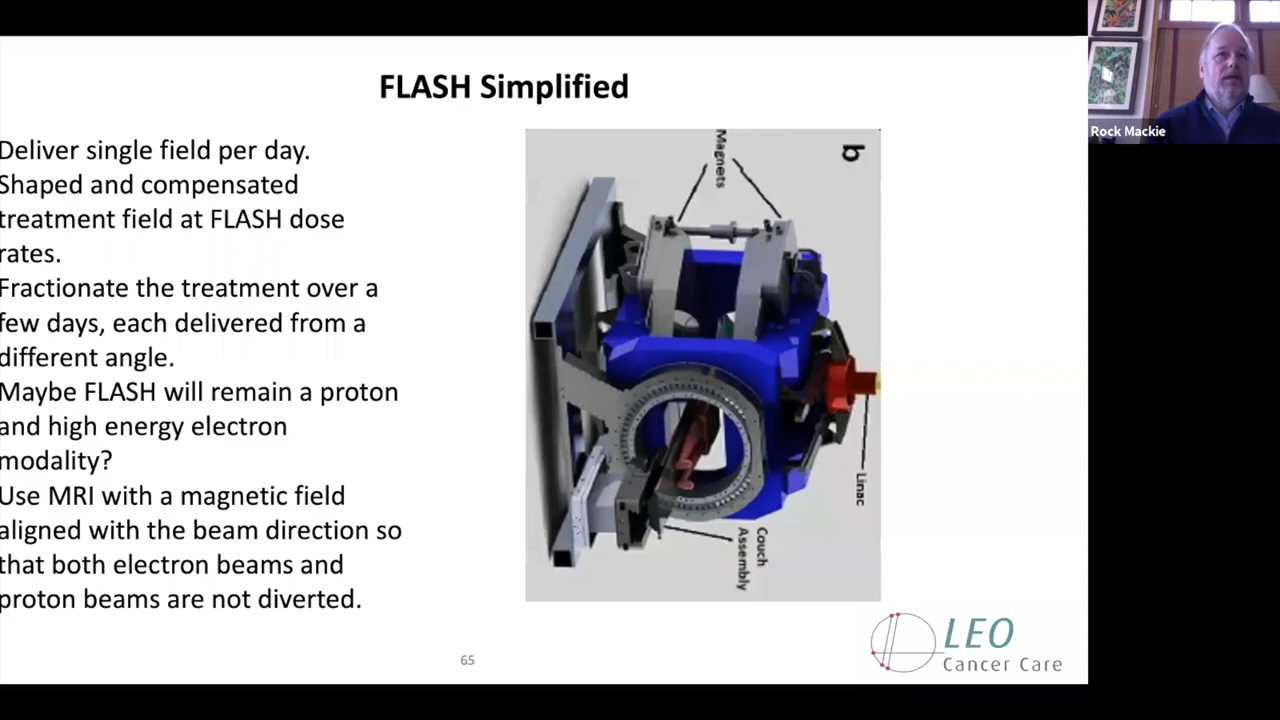 FLASH Simplified
Deliver single field per day.
Shaped and compensated
treatment field at FLASH dose
rates.
Fractionate the treatment over a
few days, each delivered from a
different angle.
Maybe FLASH will remain a proton
and high energy electron
modality?
Use MRI with a magnetic field
aligned with the beam direction so
that both electron beams and
proton beams are not diverted.
b
Magnets
Linac
Couch
Assembly
65
LEO
Cancer Care
Rock Mackie